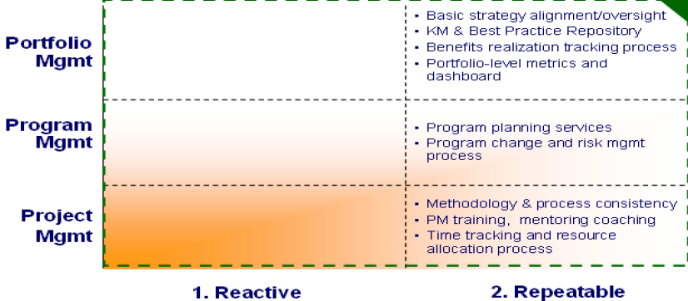 Portfolio
Mgmt
• Basic strategy alignment/oversight
• KM & Best Practice Repository
• Benefits realization tracking process
• Portfolio-level metrics and
dashboard
Program
Mgmt
• Program planning services
• Program change and risk mgmt
process
Project
Mgmt
• Methodology & process consistency
• PM training, mentoring coaching
• Time tracking and resource
allocation process
1. Reactive
2. Repeatable